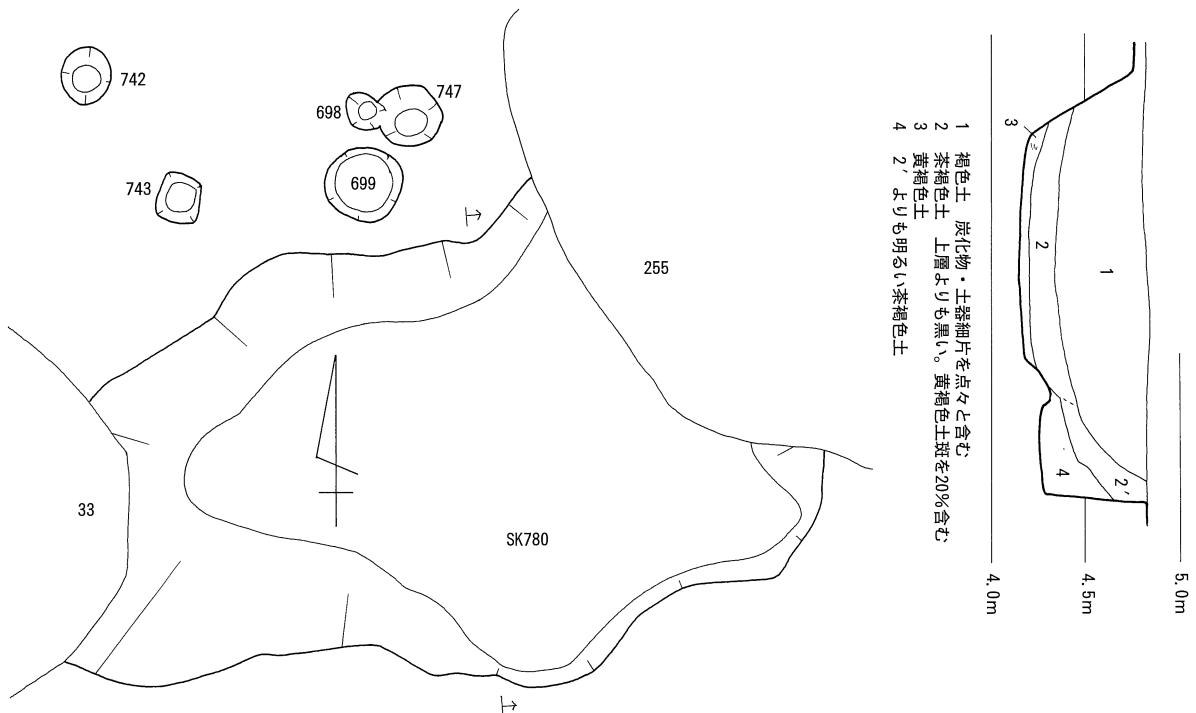 742
747
698
743
699
255
33
SK780
1 褐色土 炭化物・土器細片を点々と含む
2 茶褐色土 上層よりも黒い。黄褐色土斑を20%含む
3 黄褐色土
4 2′よりも明るい茶褐色土
3
2
1
4
2′
4.0m
4.5m
5.0m